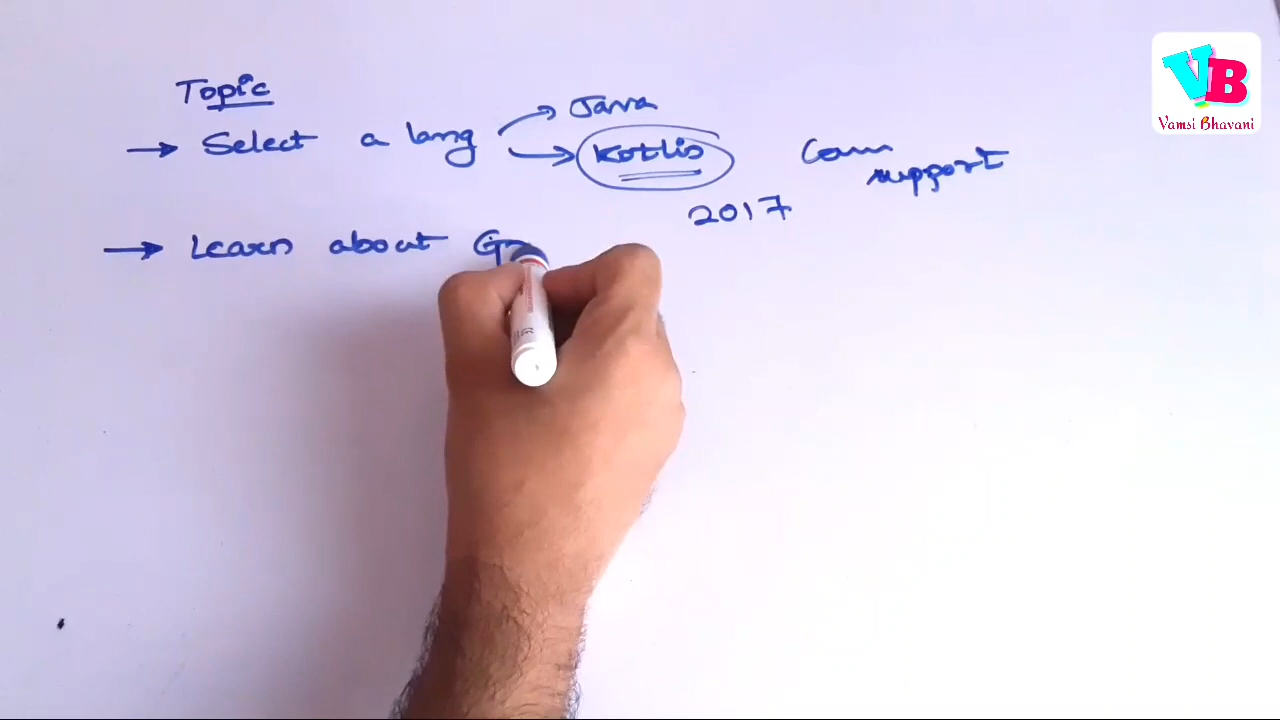 Topic
→ Select a lang → Java
→ Kotlin
Com support
2017
→ Learn about
VB
Vamsi Bhavani